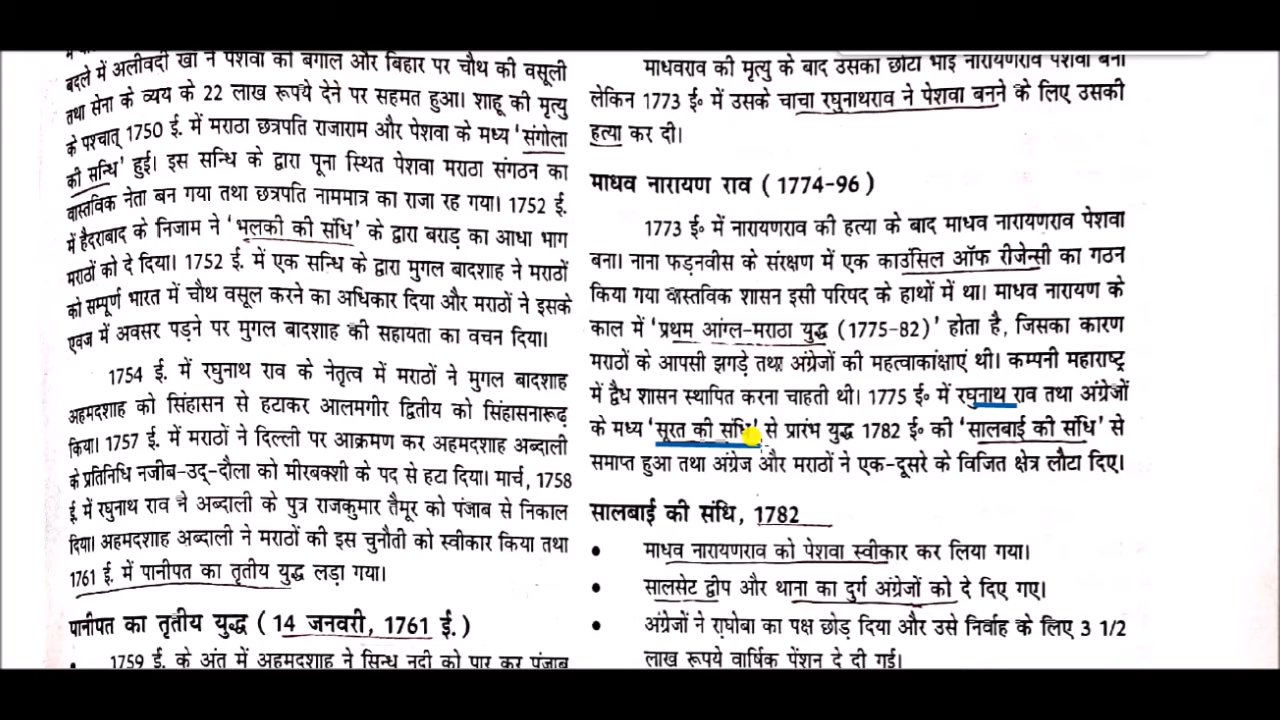 बदले में अलीवर्दी खाँ ने पेशवा को बंगाल और बिहार पर चौथ की वसूली
तथा सेना के व्यय के 22 लाख रूपये देने पर सहमत हुआ। शाहू की मृत्यु
के पश्चात् 1750 ई. में मराठा छत्रपति राजाराम और पेशवा के मध्य 'संगोला
की सन्धि' हुई। इस सन्धि के द्वारा पूना स्थित पेशवा मराठा संगठन का
वास्तविक नेता बन गया तथा छत्रपति नाममात्र का राजा रह गया। 1752 ई.
में हैदराबाद के निजाम ने 'भलकी की संधि' के द्वारा बराड़ का आधा भाग
मराठों को दे दिया। 1752 ई. में एक सन्धि के द्वारा मुगल बादशाह ने मराठों
को सम्पूर्ण भारत में चौथ वसूल करने का अधिकार दिया और मराठों ने इसके
एवज में अवसर पड़ने पर मुगल बादशाह की सहायता का वचन दिया।
1754 ई. में रघुनाथ राव के नेतृत्व में मराठों ने मुगल बादशाह
अहमदशाह को सिंहासन से हटाकर आलमगीर द्वितीय को सिंहासनारूढ़
किया। 1757 ई. में मराठों ने दिल्ली पर आक्रमण कर अहमदशाह अब्दाली
के प्रतिनिधि नजीब-उद्-दौला को मीरबक्शी के पद से हटा दिया। मार्च, 1758
ई. में रघुनाथ राव ने अब्दाली के पुत्र राजकुमार तैमूर को पंजाब से निकाल
दिया। अहमदशाह अब्दाली ने मराठों की इस चुनौती को स्वीकार किया तथा
1761 ई. में पानीपत का तृतीय युद्ध लड़ा गया।
पानीपत का तृतीय युद्ध (14 जनवरी, 1761 ई.)
• 1759 ई. के अंत में अहमदशाह ने सिन्ध नदी को पार कर पंजाब
माधवराव की मृत्यु के बाद उसका छोटा भाई नारायणराव पेशवा बना
लेकिन 1773 ई॰ में उसके चाचा रघुनाथराव ने पेशवा बनने के लिए उसकी
हत्या कर दी।
माधव नारायण राव (1774-96)
1773 ई॰ में नारायणराव की हत्या के बाद माधव नारायणराव पेशवा
बना। नाना फड़नवीस के संरक्षण में एक काउंसिल ऑफ रीजेन्सी का गठन
किया गया वास्तविक शासन इसी परिषद के हाथों में था। माधव नारायण के
काल में 'प्रथम आंग्ल-मराठा युद्ध (1775-82)' होता है, जिसका कारण
मराठों के आपसी झगड़े तथा अंग्रेजों की महत्वाकांक्षाएं थी। कम्पनी महाराष्ट्र
में द्वैध शासन स्थापित करना चाहती थी। 1775 ई॰ में रघुनाथ राव तथा अंग्रेजों
के मध्य 'सूरत की संधि' से प्रारंभ युद्ध 1782 ई॰ की 'सालबाई की संधि' से
समाप्त हुआ तथा अंग्रेज और मराठों ने एक-दूसरे के विजित क्षेत्र लौटा दिए।
सालबाई की संधि, 1782
• माधव नारायणराव को पेशवा स्वीकार कर लिया गया।
• सालसेट द्वीप और थाना का दुर्ग अंग्रेजों को दे दिए गए।
• अंग्रेजों ने राघोबा का पक्ष छोड़ दिया और उसे निर्वाह के लिए 3 1/2
लाख रूपये वार्षिक पेंशन दे दी गई।